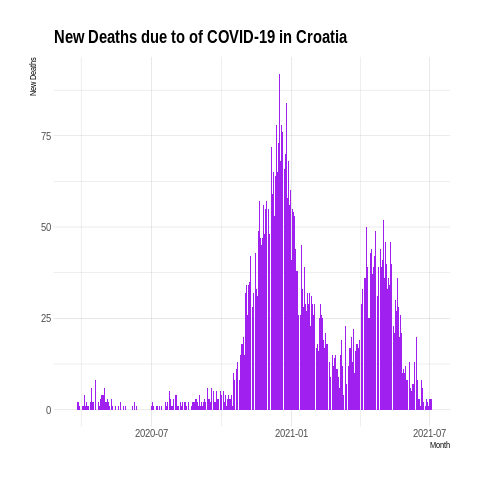 New Deaths due to of COVID-19 in Croatia
New Deaths
75
50
25
0
2020-07
2021-01
2021-07
Month